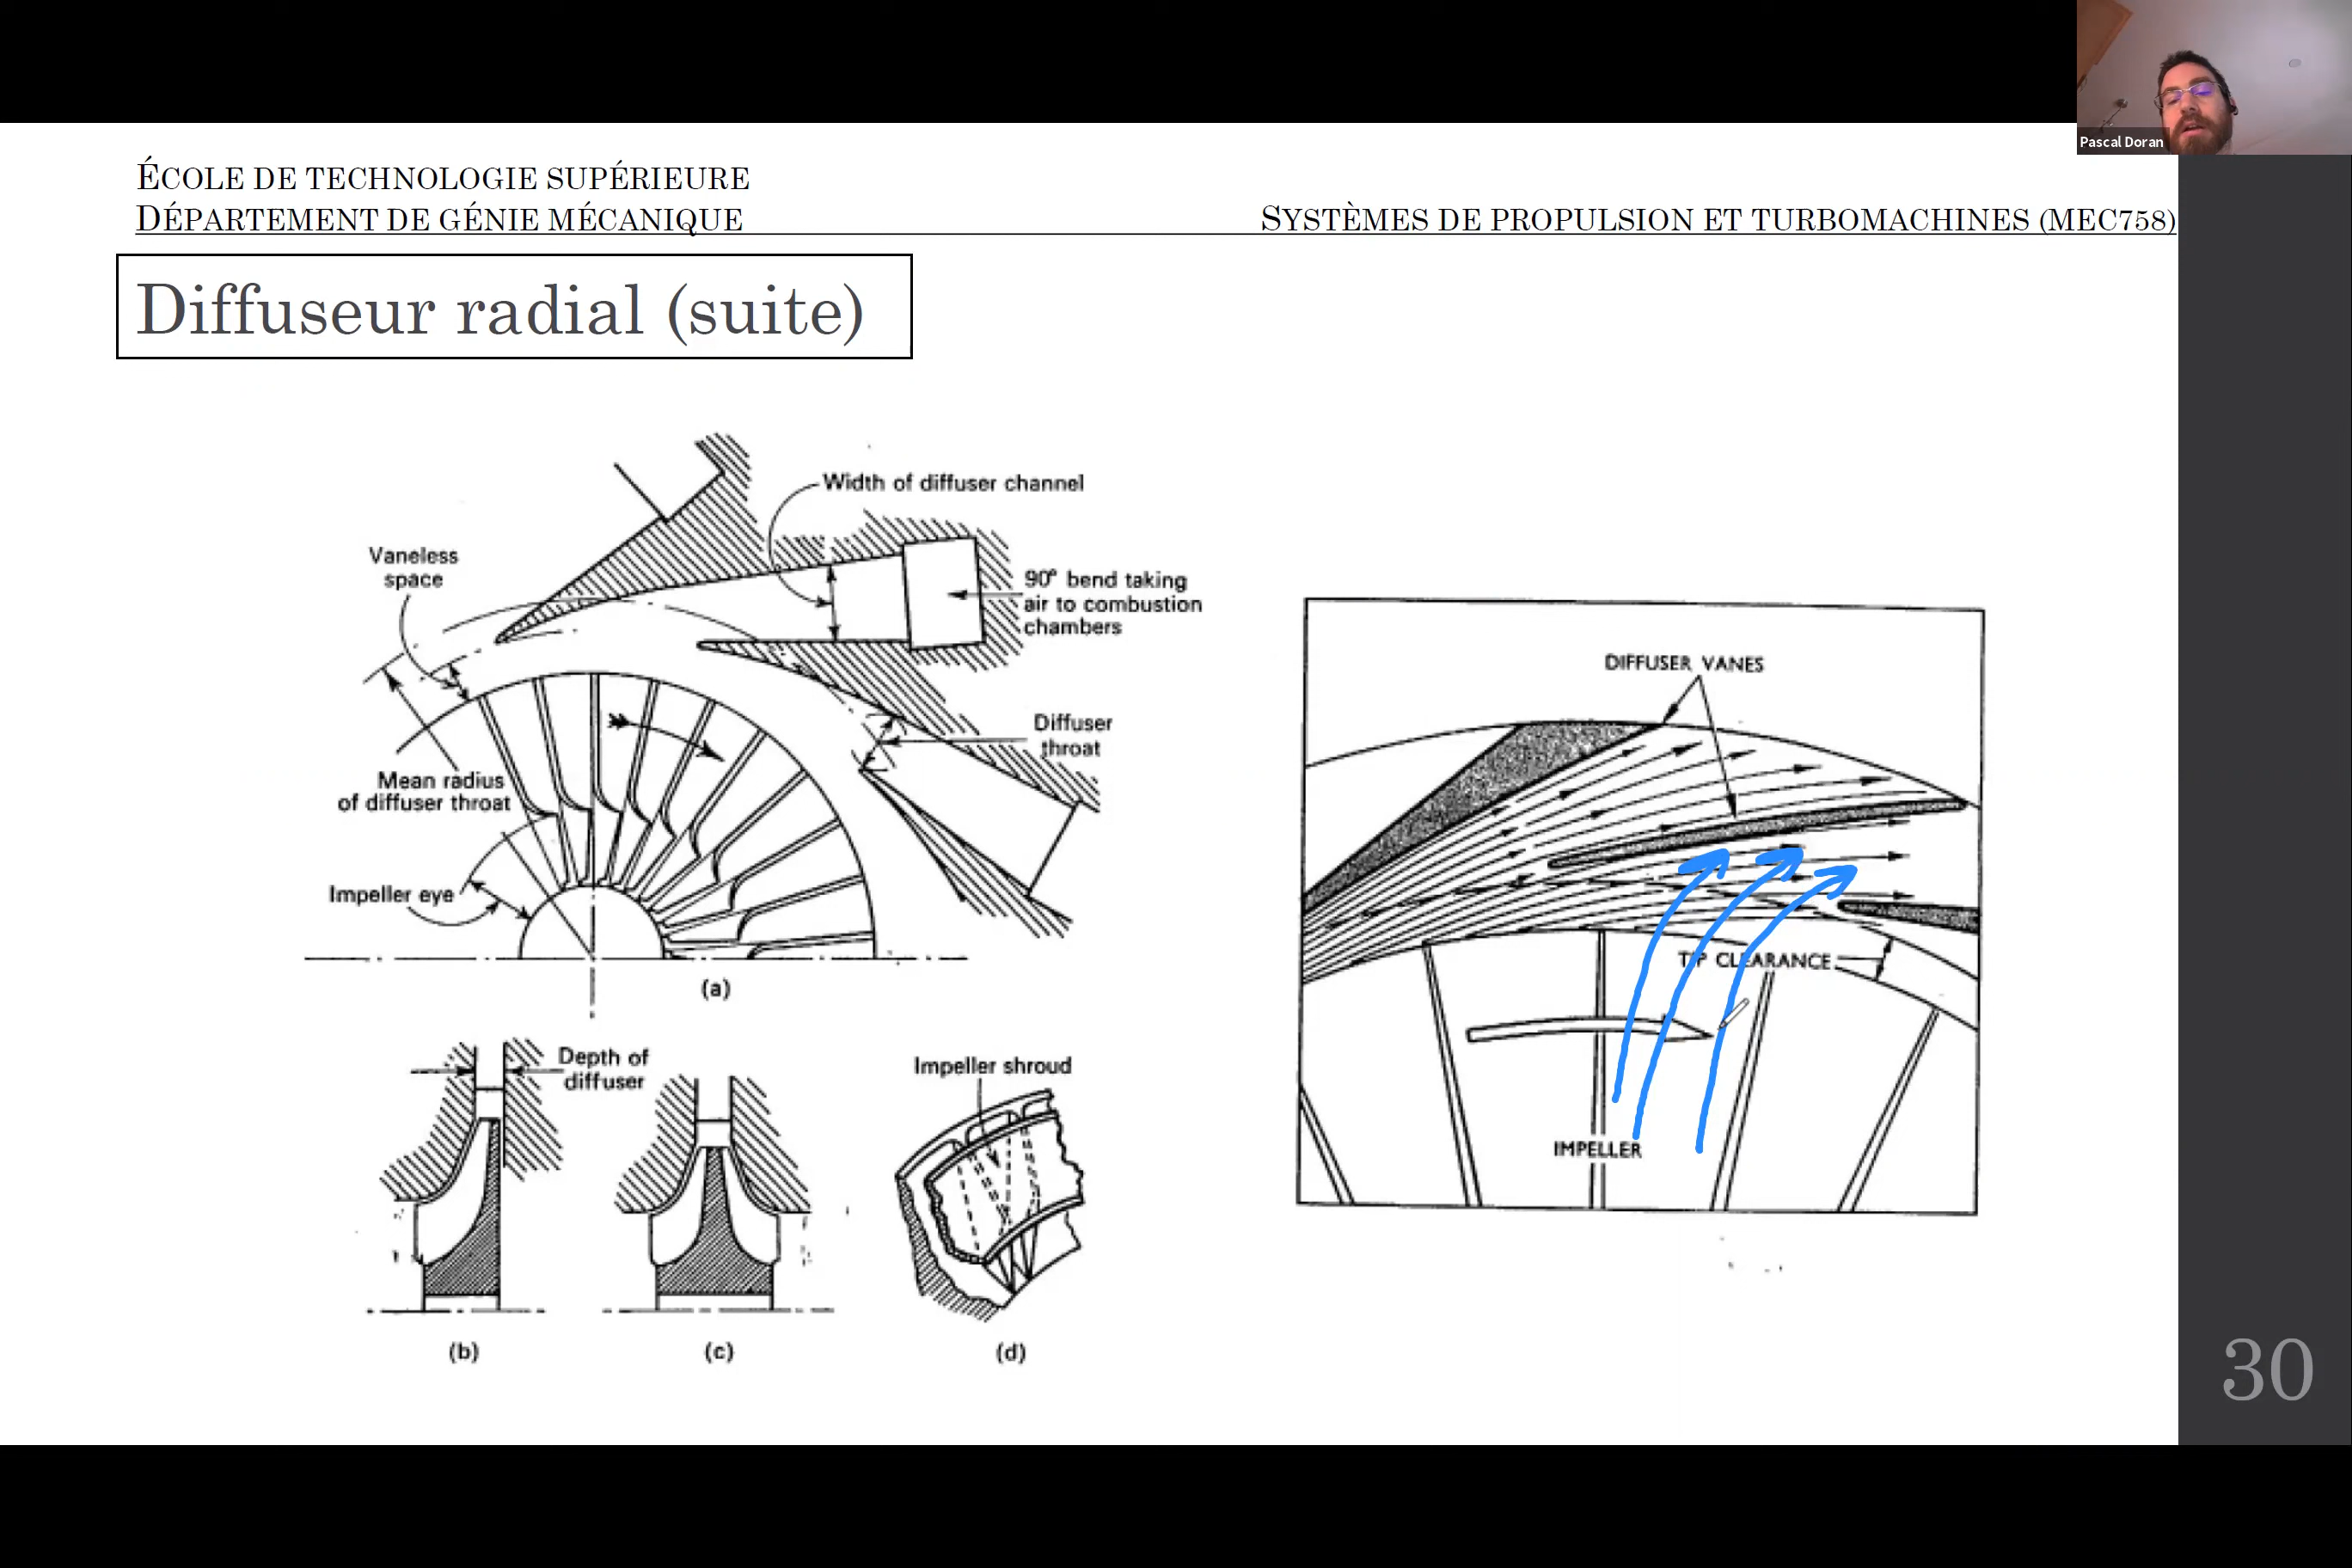 Pascal Doran
ÉCOLE DE TECHNOLOGIE SUPÉRIEURE
DÉPARTEMENT DE GÉNIE MÉCANIQUE
SYSTÈMES DE PROPULSION ET TURBOMACHINES (MEC758)
Diffuseur radial (suite)
Width of diffuser channel
Vaneless
space
90° bend taking
air to combustion
chambers
Diffuser
throat
Mean radius
of diffuser throat
Impeller eye
(a)
Depth of
diffuser
Impeller shroud
(b)
(c)
(d)
DIFFUSER VANES
TIP CLEARANCE
IMPELLER
30